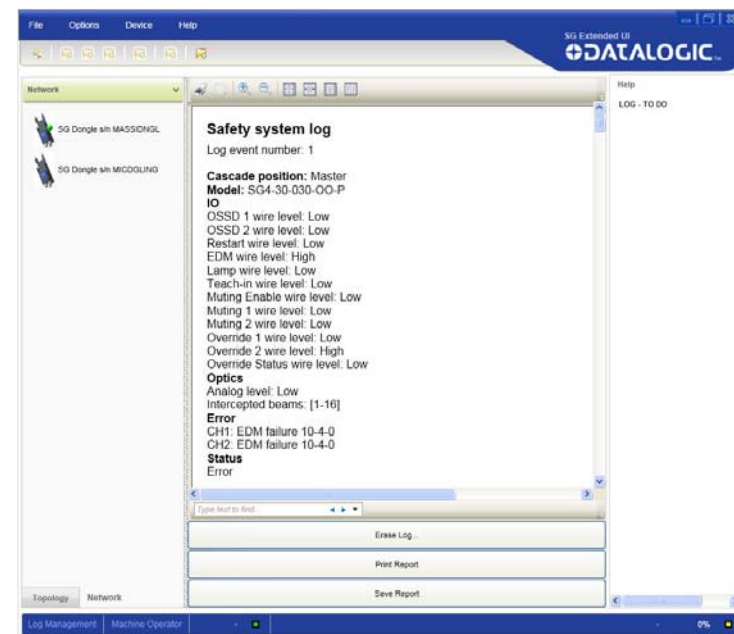 File Options Device Help
SG Extended UI
DATALOGIC
Network
Help
LOG - TO DO
SG Dongle s/n MASSIDNGL
SG Dongle s/n MICDGLING
Safety system log
Log event number: 1
Cascade position: Master
Model: SG4-30-030-OO-P
IO
OSSD 1 wire level: Low
OSSD 2 wire level: Low
Restart wire level: Low
EDM wire level: High
Lamp wire level: Low
Teach-in wire level: Low
Muting Enable wire level: Low
Muting 1 wire level: Low
Muting 2 wire level: Low
Override 1 wire level: Low
Override 2 wire level: High
Override Status wire level: Low
Optics
Analog level: Low
Intercepted beams: [1-16]
Error
CH1: EDM failure 10-4-0
CH2: EDM failure 10-4-0
Status
Error
Type text to find...
Erase Log...
Print Report
Save Report
Topology Network
Log Management Machine Operator - - 0%